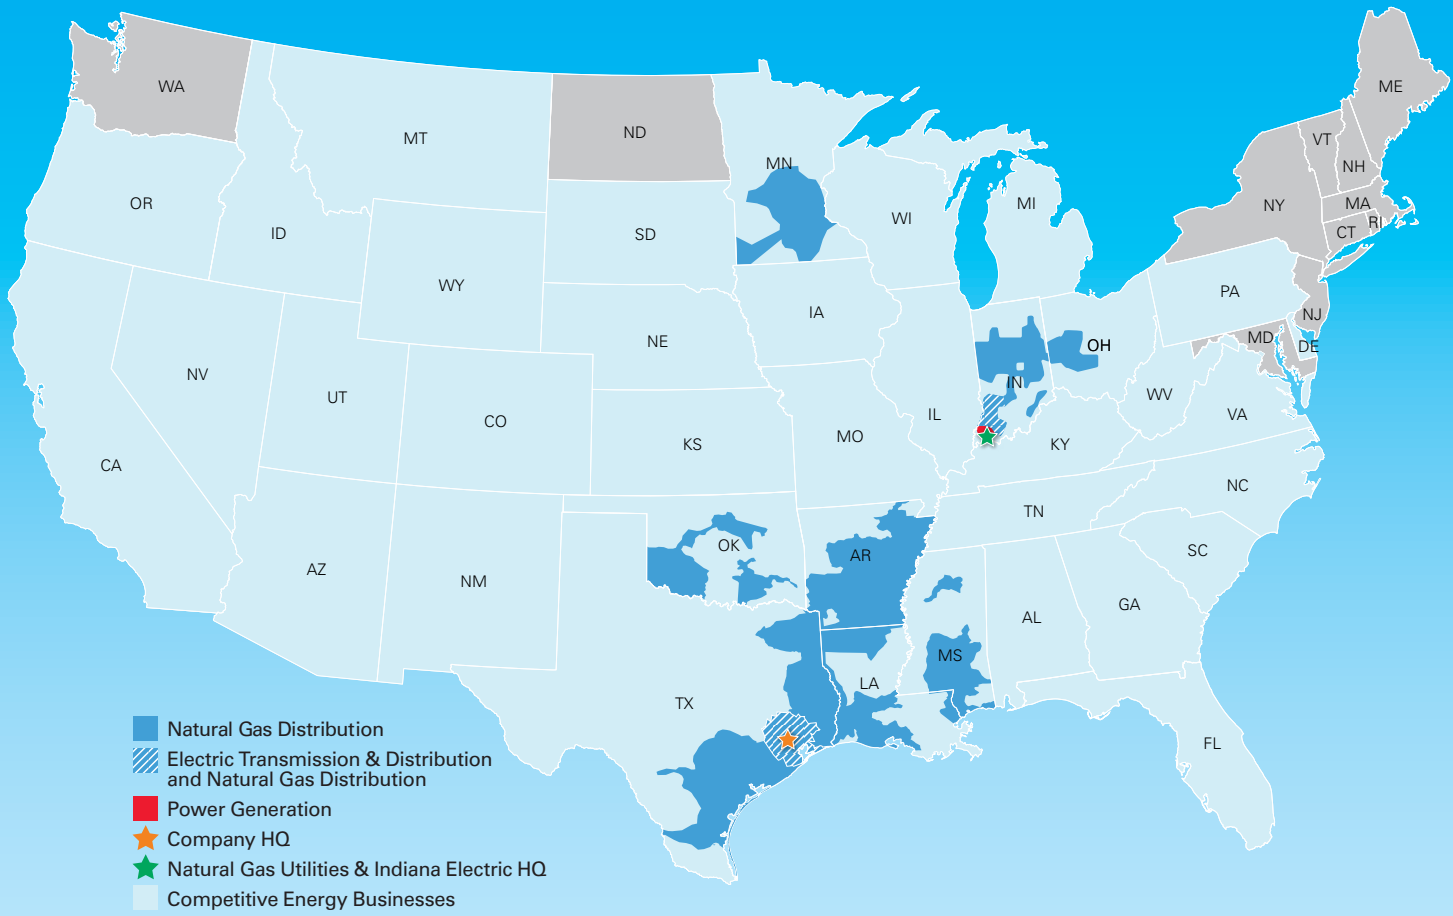 WA
MT
ND
MN
OR
ID
WY
SD
WI
MI
ME
VT
NH
NY
MA
CT
RI
NV
UT
CO
NE
IA
PA
NJ
OH
MD
DE
IN
IL
WV
VA
CA
KS
MO
KY
AZ
NM
OK
AR
TN
NC
SC
MS
AL
GA
TX
LA
FL
Natural Gas Distribution
Electric Transmission & Distribution
and Natural Gas Distribution
Power Generation
Company HQ
Natural Gas Utilities & Indiana Electric HQ
Competitive Energy Businesses